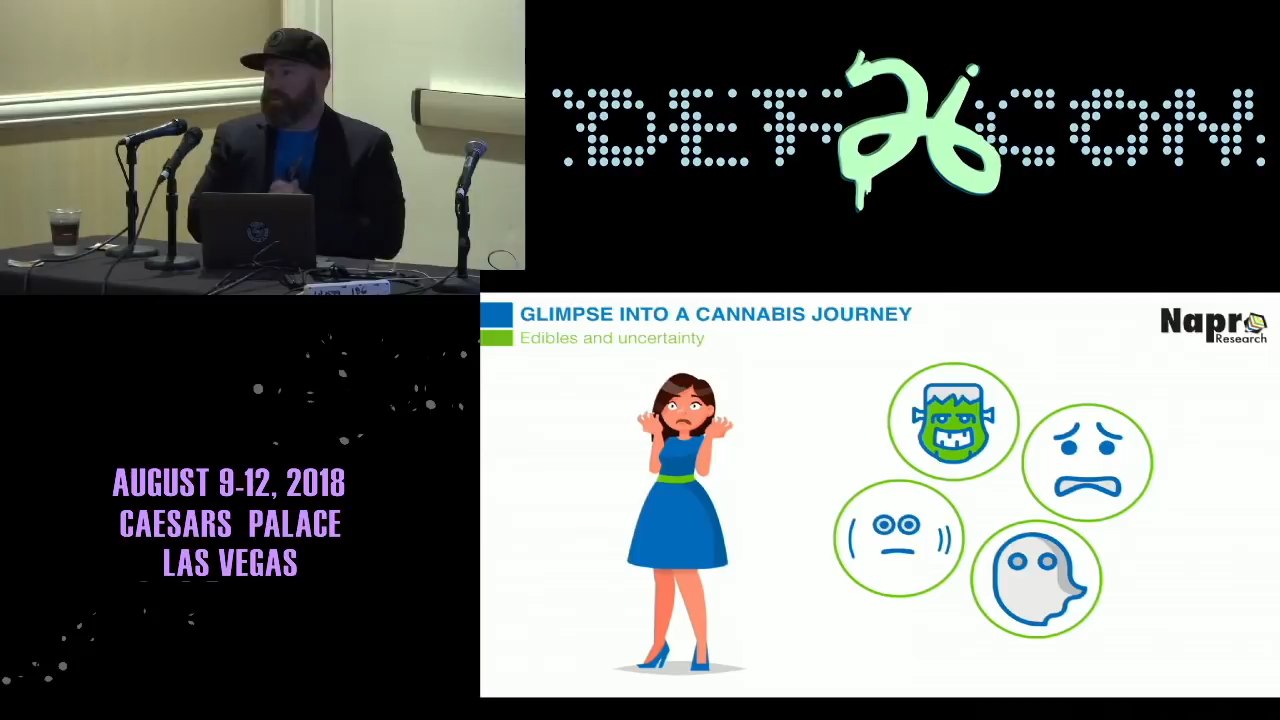 DEF 26 CON
AUGUST 9-12, 2018
CAESARS PALACE
LAS VEGAS
GLIMPSE INTO A CANNABIS JOURNEY
Edibles and uncertainty
Napro
Research